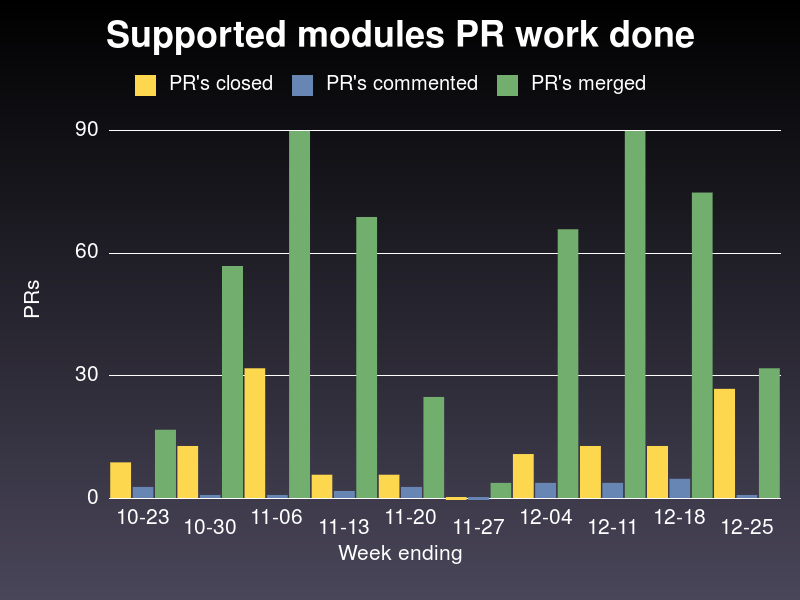 Supported modules PR work done
PR's closed PR's commented PR's merged
90
60
30
0
PRs
10-23 10-30 11-06 11-13 11-20 11-27 12-04 12-11 12-18 12-25
Week ending